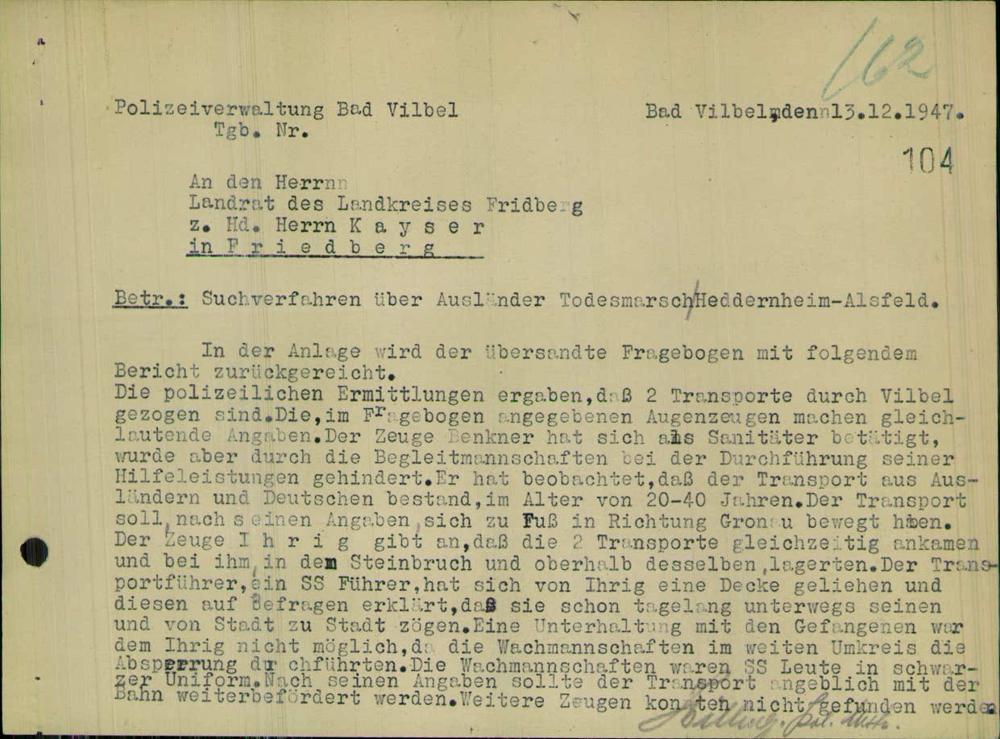 162
Polizeiverwaltung Bad Vilbel Bad Vilbel,denn13.12.1947.
Tgb. Nr.
104
An den Herrnn
Landrat des Landkreises Fridberg
z. Hd. Herrn K a y s e r
in F r i e d b e r g
Betr.: Suchverfahren über Ausländer Todesmarsch/Heddernheim-Alsfeld.
In der Anlage wird der übersandte Fragebogen mit folgendem
Bericht zurückgereicht.
Die polizeilichen Ermittlungen ergaben,daß 2 Transporte durch Vilbel
gezogen sind.Die,im Fragebogen angegebenen Augenzeugen machen gleich-
lautende Angaben.Der Zeuge Benkner hat sich als Sanitäter betätigt,
wurde aber durch die Begleitmannschaften bei der Durchführung seiner
Hilfeleistungen gehindert.Er hat beobachtet,daß der Transport aus Aus-
ländern und Deutschen bestand,im Alter von 20-40 Jahren.Der Transport
soll,nach seinen Angaben,sich zu Fuß in Richtung Gronau bewegt haben.
Der Zeuge I h r i g gibt an,daß die 2 Transporte gleichzeitig ankamen
und bei ihm,in dem Steinbruch und oberhalb desselben,lagerten.Der Trans-
portführer,ein SS Führer,hat sich von Ihrig eine Decke geliehen und
diesen auf Befragen erklärt,daß sie schon tagelang unterwegs seinen
und von Stadt zu Stadt zögen.Eine Unterhaltung mit den Gefangenen war
dem Ihrig nicht möglich,da die Wachmannschaften im weiten Umkreis die
Absperrung durchführten.Die Wachmannschaften waren SS Leute in schwar-
zer Uniform.Nach seinen Angaben sollte der Transport angeblich mit der
Bahn weiterbefördert werden.Weitere Zeugen konnten nicht gefunden werden